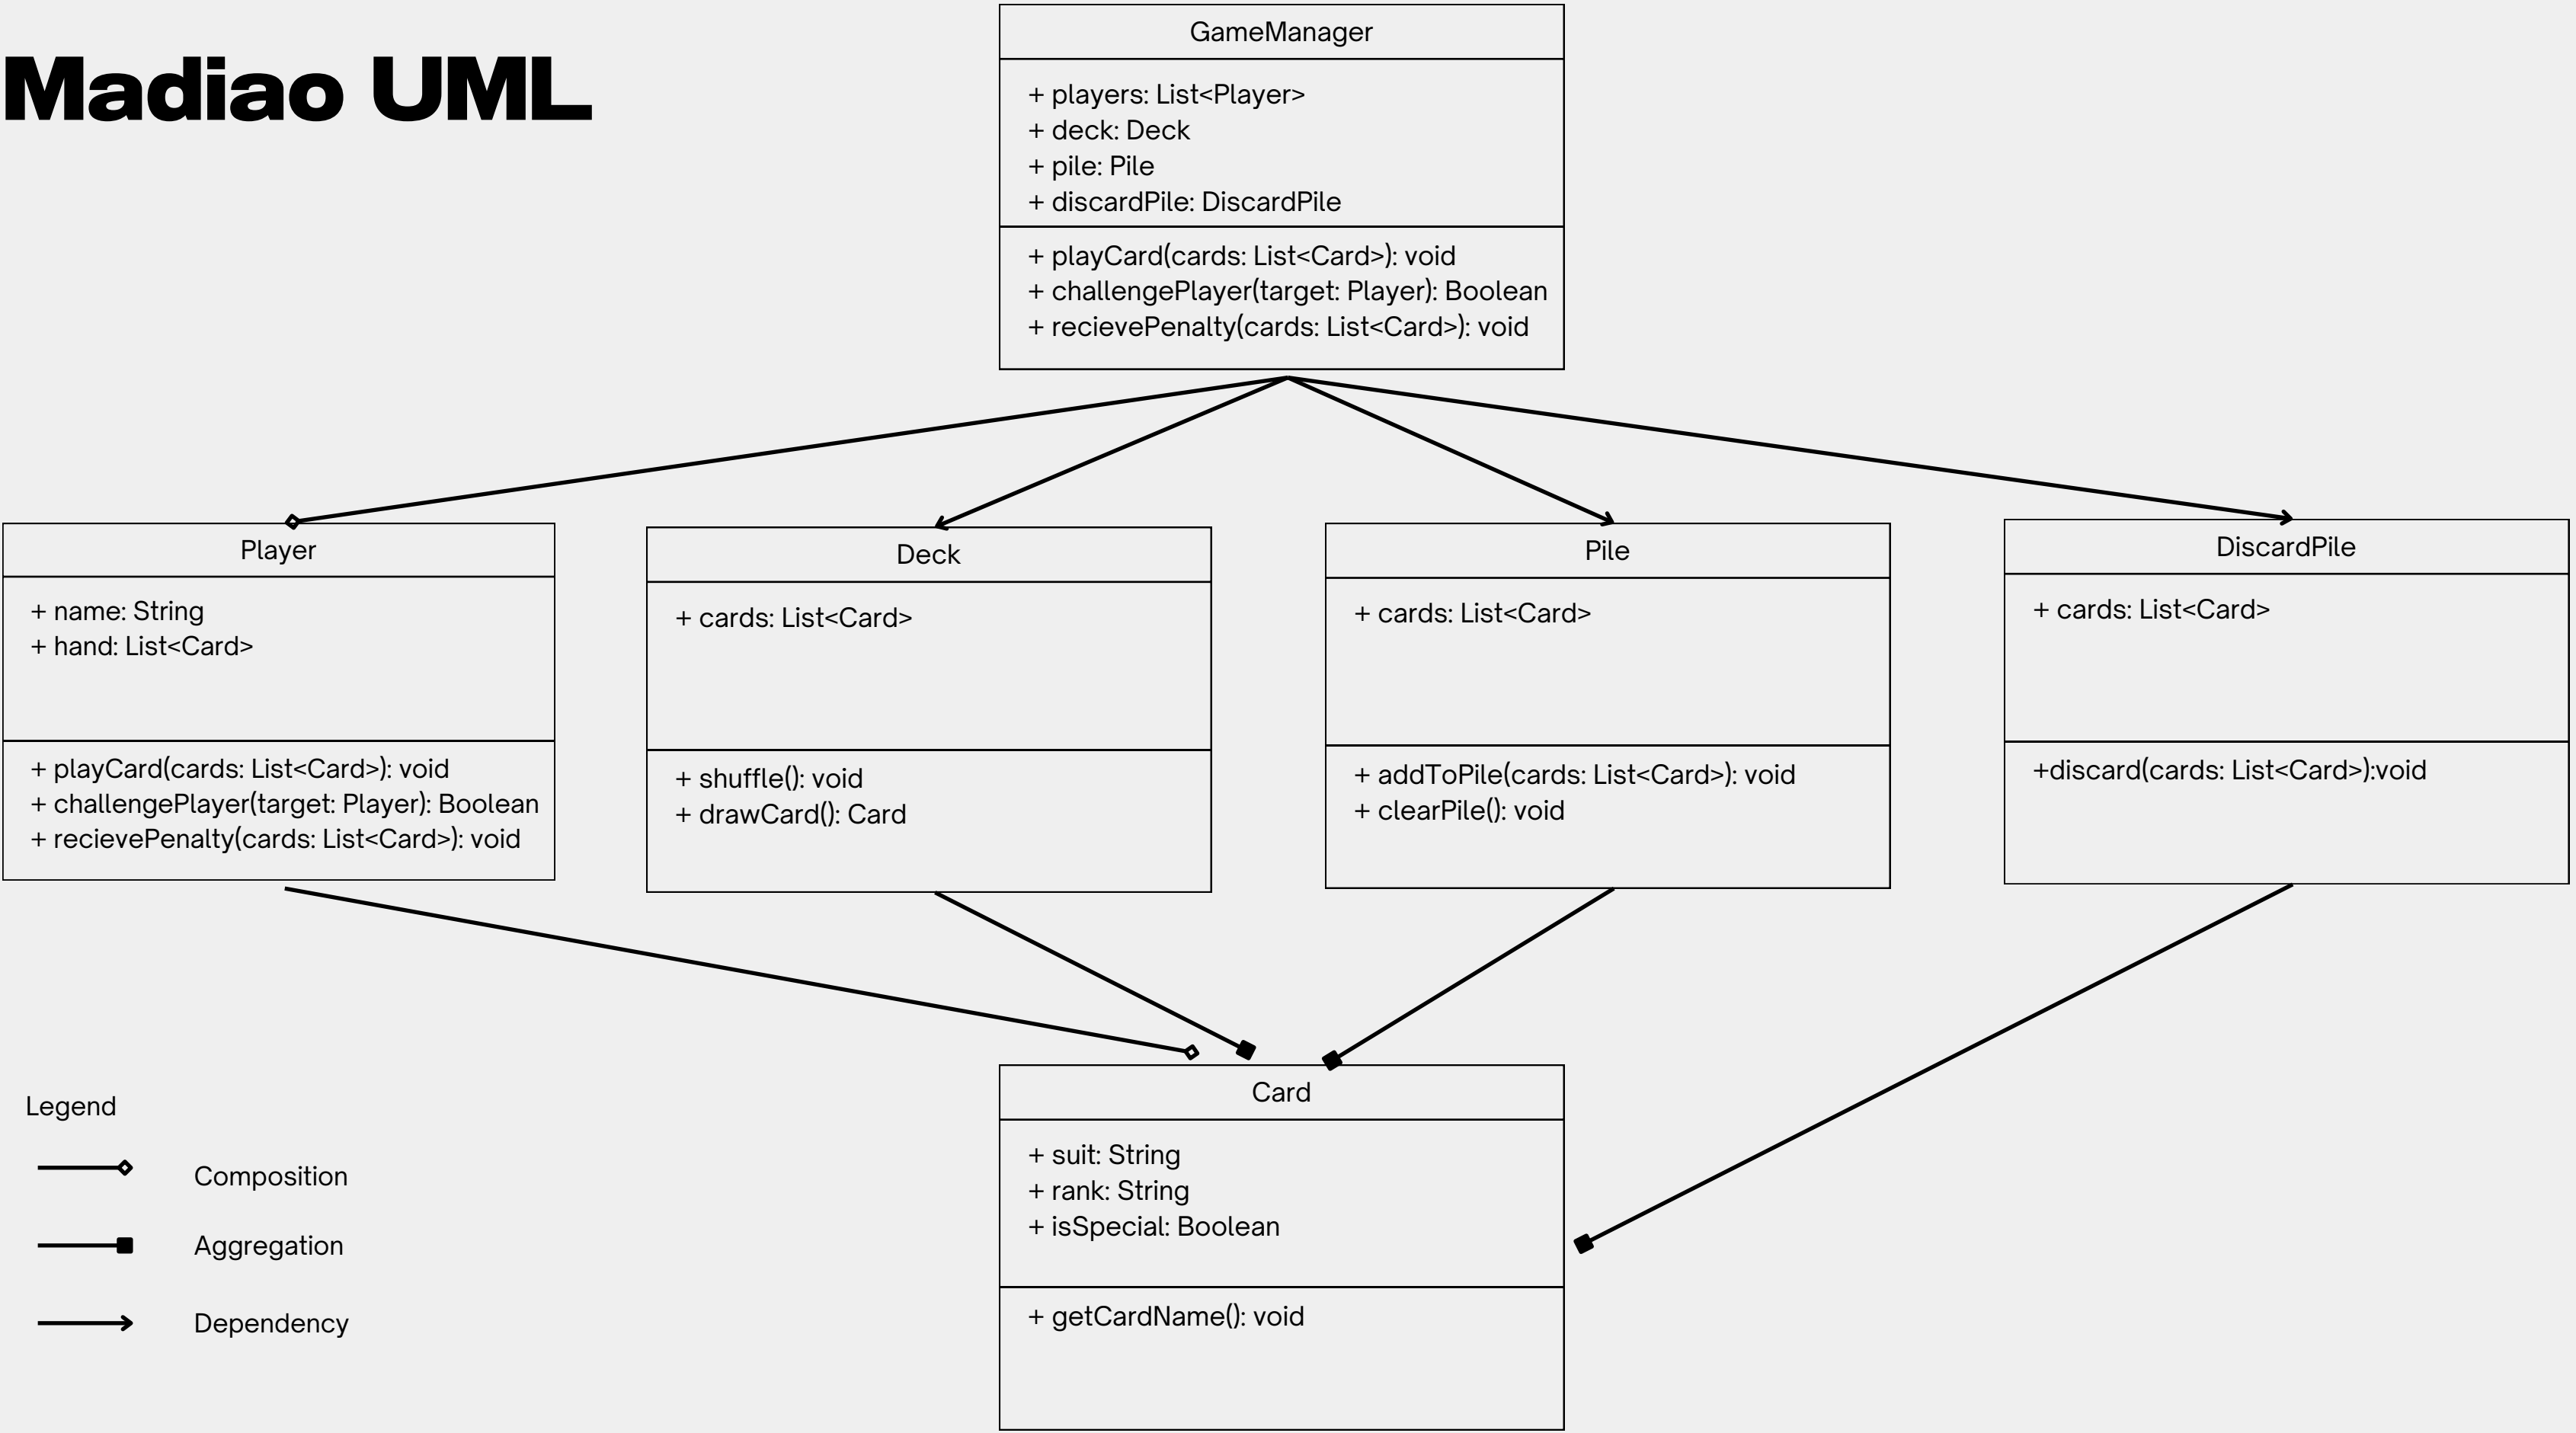 Madiao UML
GameManager
+ players: List<Player>
+ deck: Deck
+ pile: Pile
+ discardPile: DiscardPile
+ playCard(cards: List<Card>): void
+ challengePlayer(target: Player): Boolean
+ recievePenalty(cards: List<Card>): void
Player
+ name: String
+ hand: List<Card>
+ playCard(cards: List<Card>): void
+ challengePlayer(target: Player): Boolean
+ recievePenalty(cards: List<Card>): void
Deck
+ cards: List<Card>
+ shuffle(): void
+ drawCard(): Card
Pile
+ cards: List<Card>
+ addToPile(cards: List<Card>): void
+ clearPile(): void
DiscardPile
+ cards: List<Card>
+discard(cards: List<Card>):void
Card
+ suit: String
+ rank: String
+ isSpecial: Boolean
+ getCardName(): void
Legend
Composition
Aggregation
Dependency